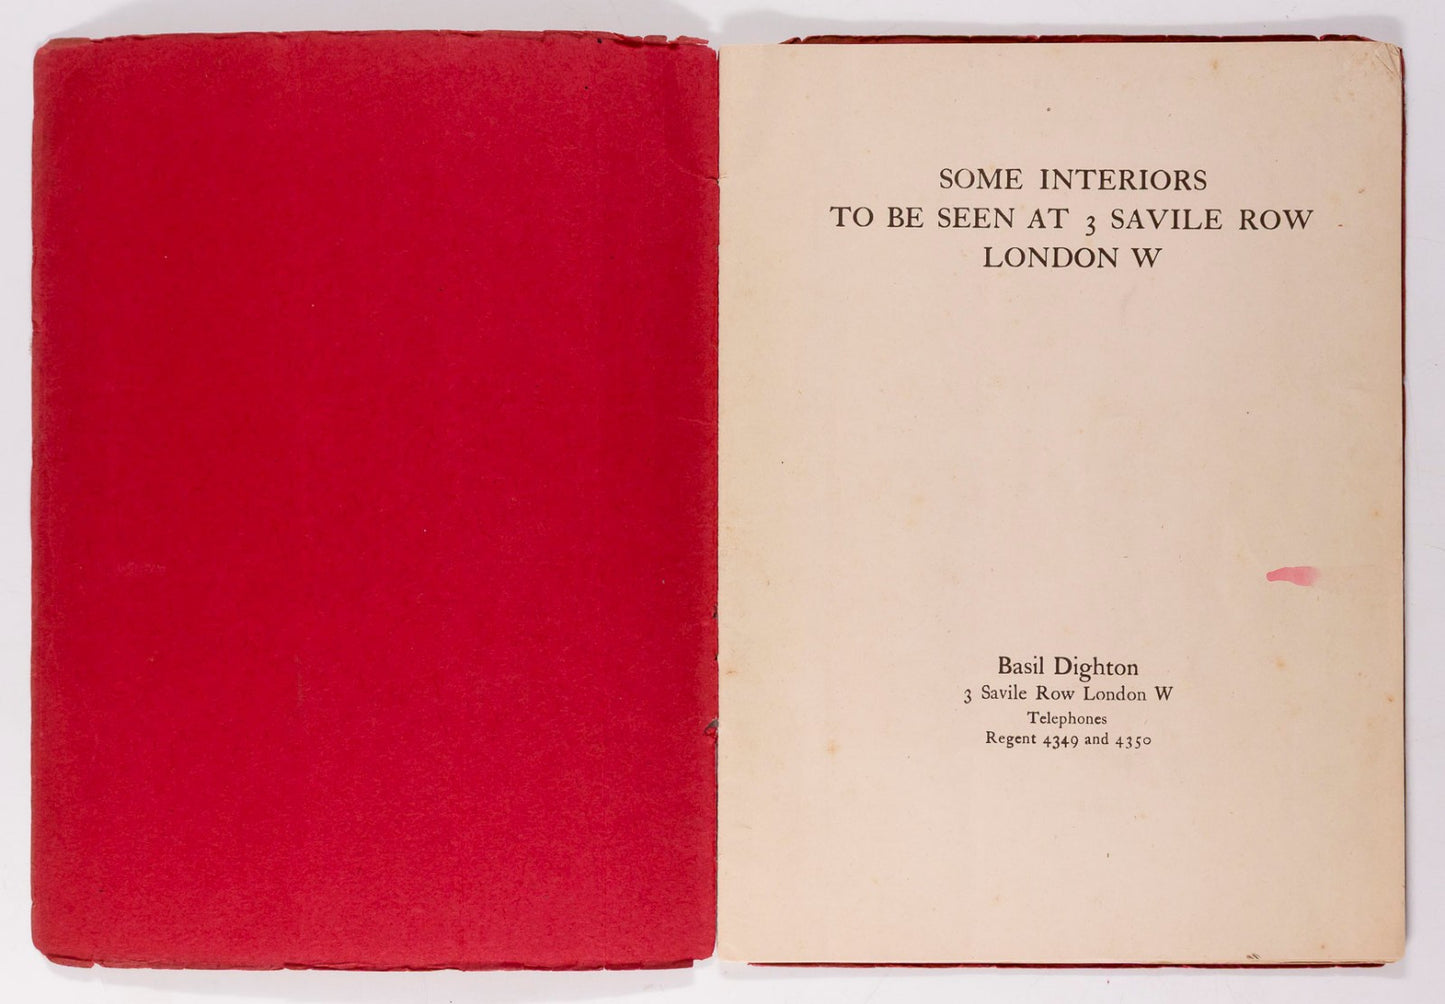 SOME INTERIORS
TO BE SEEN AT 3 SAVILE ROW
LONDON W
Basil Dighton
3 Savile Row London W
Telephones
Regent 4349 and 4350